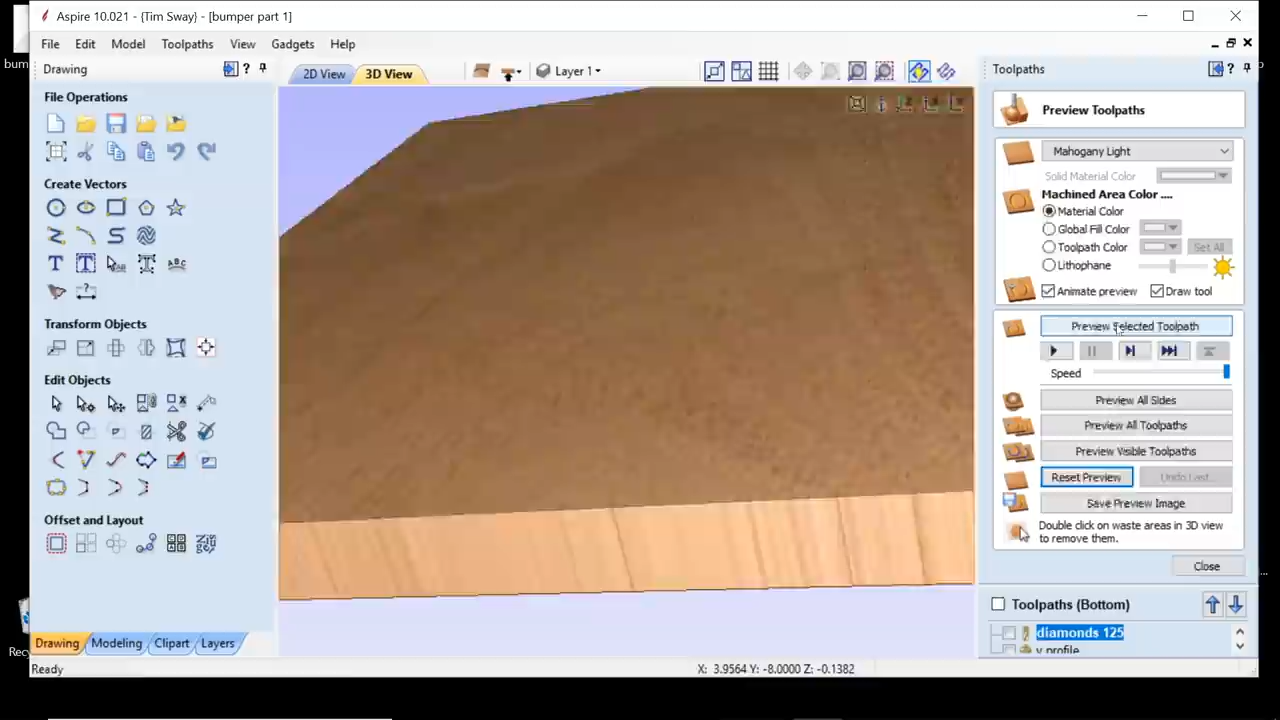 Aspire 10.021 - {Tim Sway} - [bumper part 1]
File Edit Model Toolpaths View Gadgets Help
Drawing
2D View
3D View
Layer 1
Toolpaths
File Operations
Create Vectors
Transform Objects
Edit Objects
Offset and Layout
Drawing Modeling Clipart Layers
Ready
X: 3.9564 Y: -8.0000 Z: -0.1382
Preview Toolpaths
Mahogany Light
Solid Material Color
Machined Area Color ....
Material Color
Global Fill Color
Toolpath Color Set All
Lithophane
Animate preview Draw tool
Preview Selected Toolpath
Speed
Preview All Sides
Preview All Toolpaths
Preview Visible Toolpaths
Reset Preview Undo Last...
Save Preview Image
Double click on waste areas in 3D view
to remove them.
Close
Toolpaths (Bottom)
diamonds 125
v profile
bum
Recy